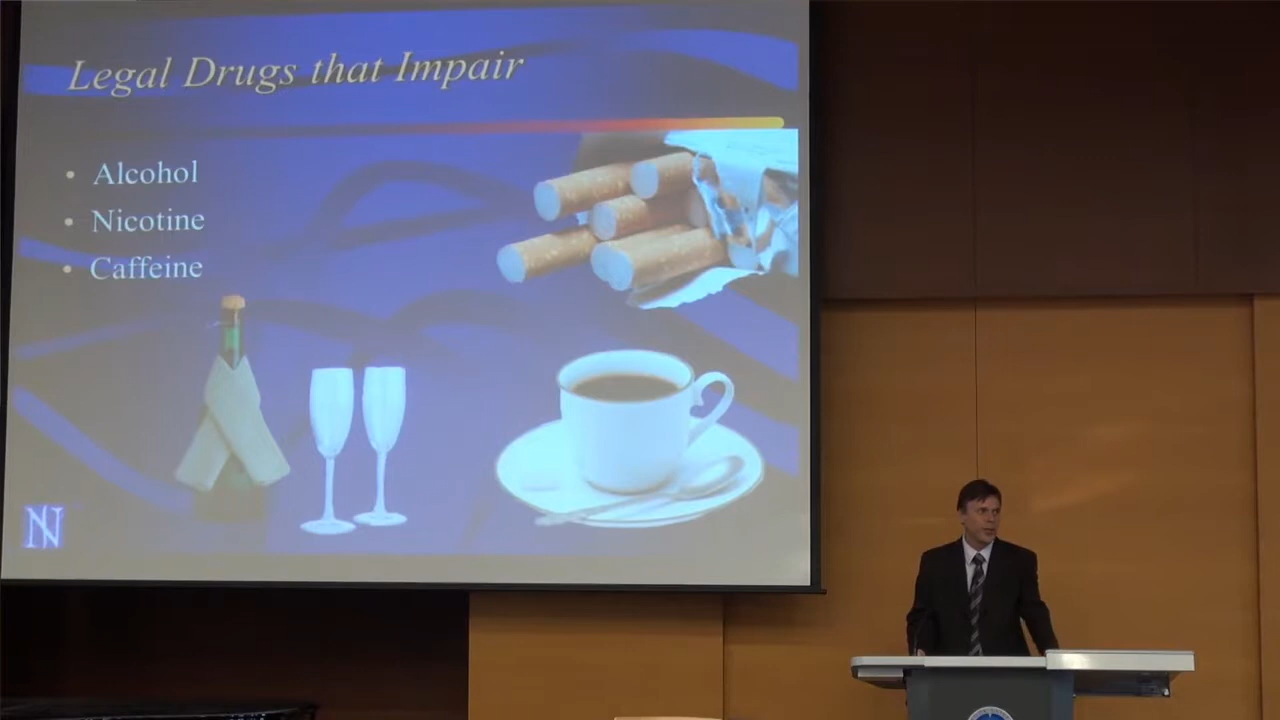 Legal Drugs that Impair
• Alcohol
• Nicotine
• Caffeine
N